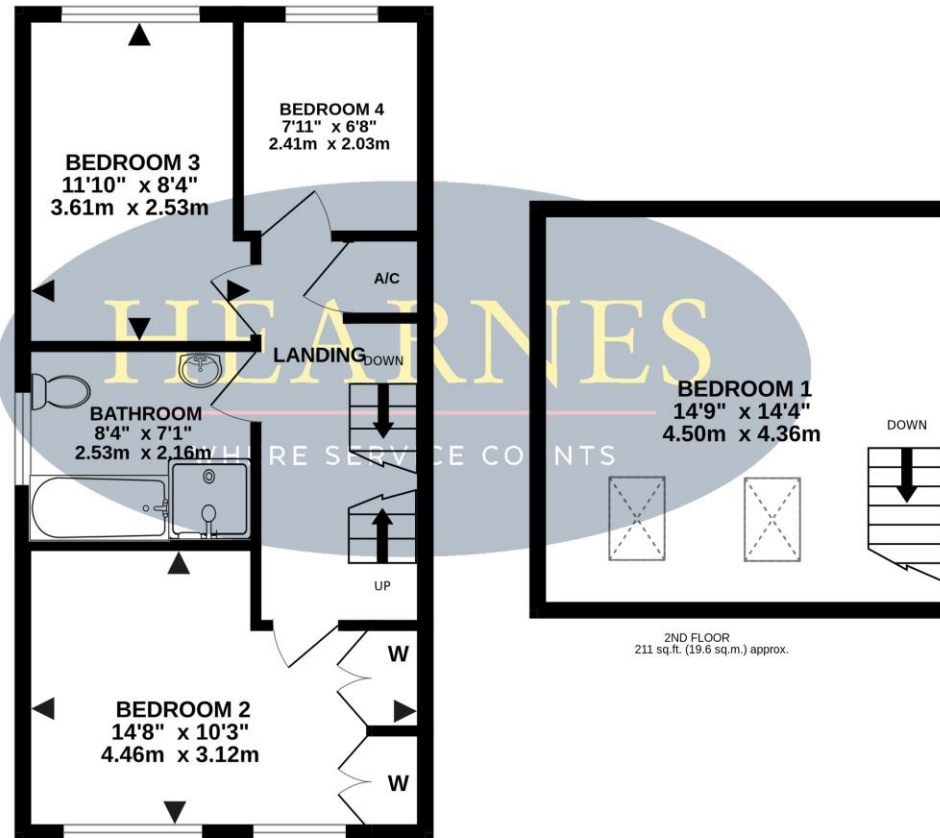 BEDROOM 4
7'11" x 6'8"
2.41m x 2.03m
BEDROOM 3
11'10" x 8'4"
3.61m x 2.53m
A/C
HEARNES
LANDING
DOWN
BATHROOM
8'4" x 7'1"
2.53m x 2.16m
WHERE SERVICE COUNTS
UP
W
BEDROOM 2
14'8" x 10'3"
4.46m x 3.12m
W
BEDROOM 1
14'9" x 14'4"
4.50m x 4.36m
DOWN
2ND FLOOR
211 sq.ft. (19.6 sq.m.) approx.